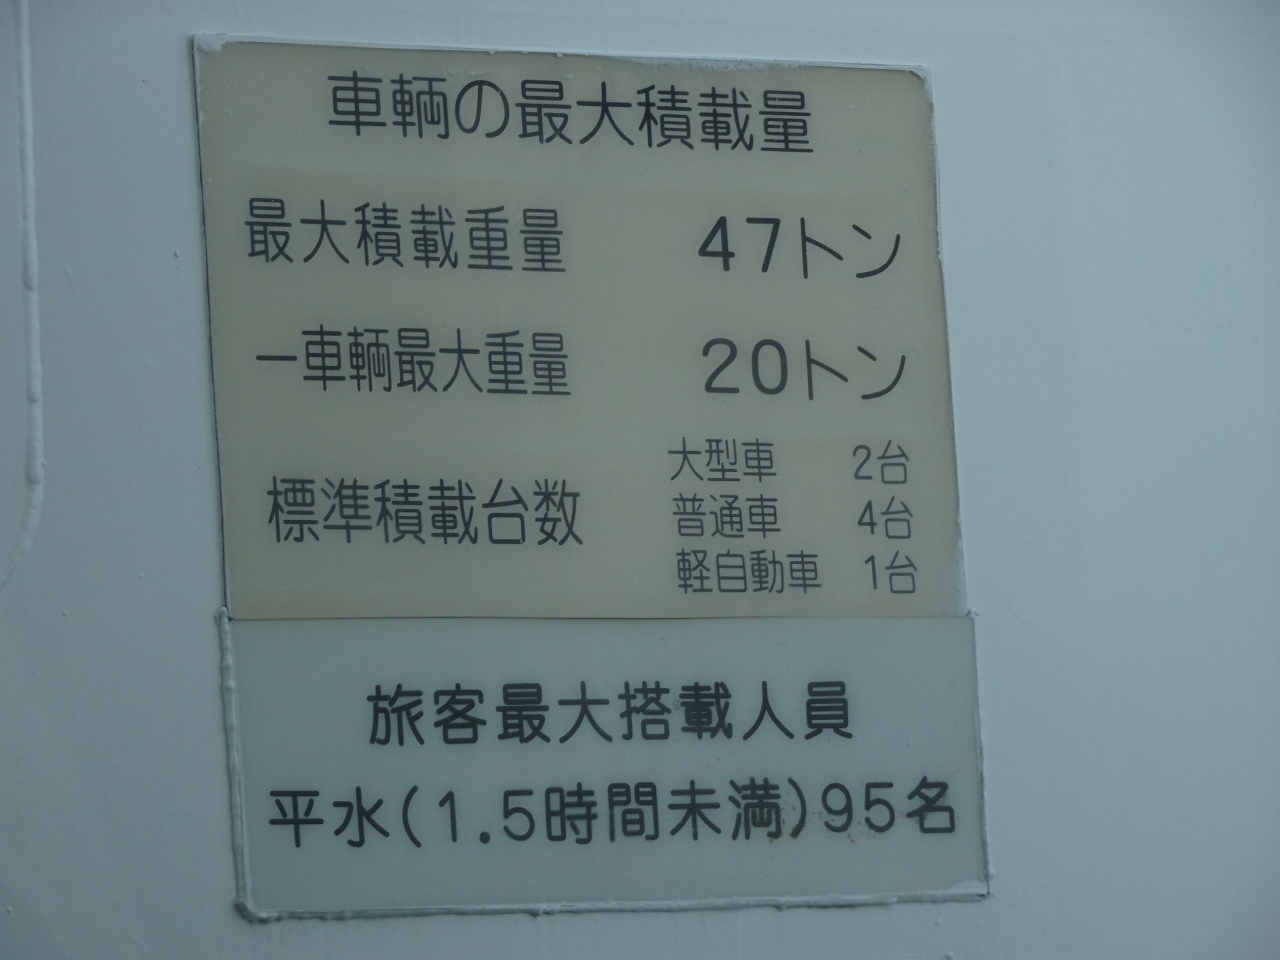 車輌の最大積載量
最大積載重量 47トン
一車輌最大重量 20トン
標準積載台数 大型車 2台
普通車 4台
軽自動車 1台
旅客最大搭載人員
平水(1.5時間未満)95名